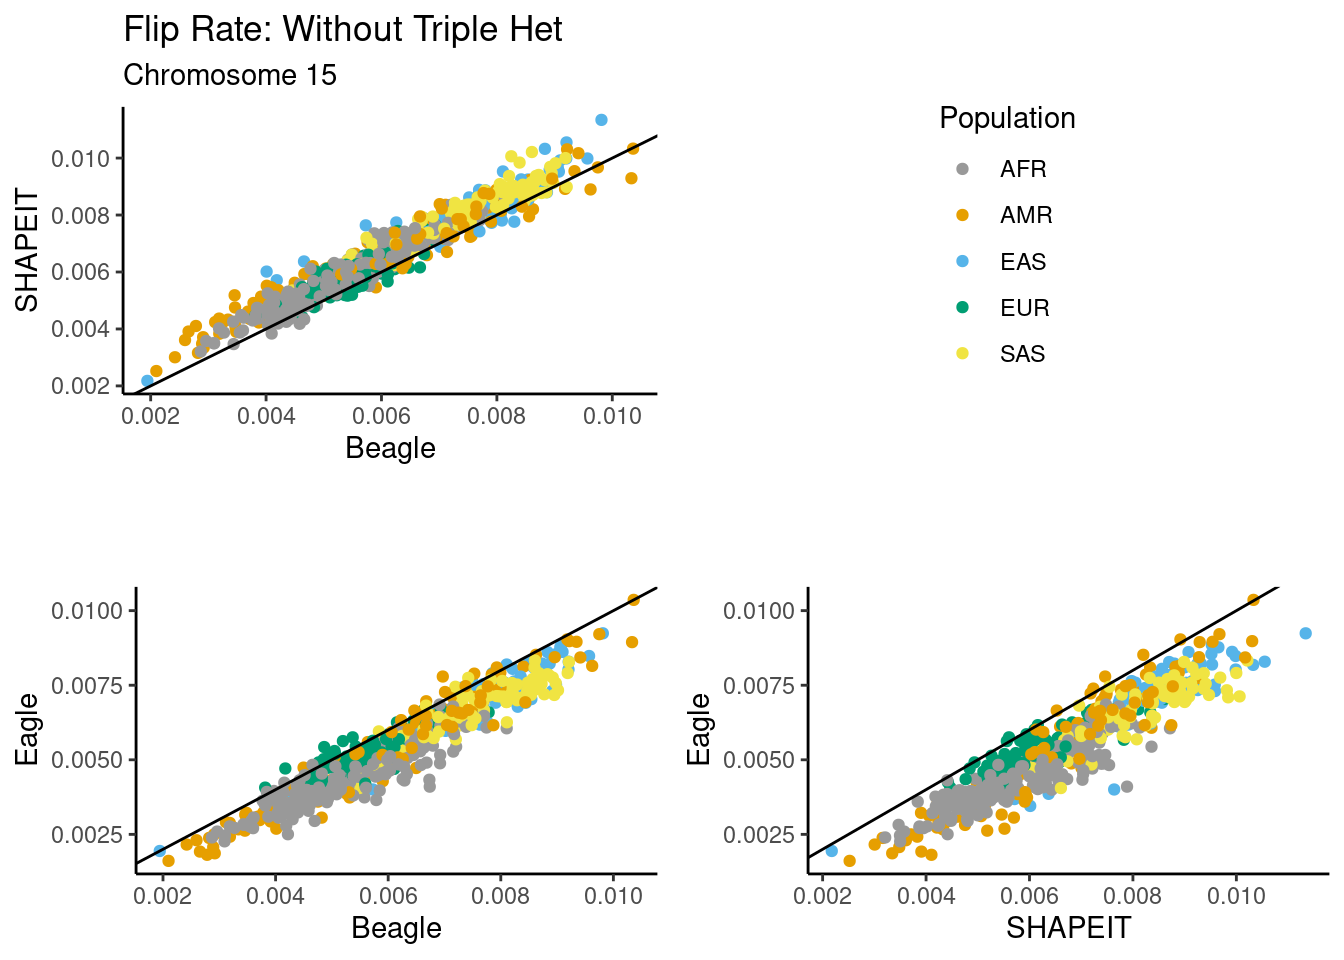 Flip Rate: Without Triple Het
Chromosome 15
SHAPEIT
0.010
0.008
0.006
0.004
0.002
0.002 0.004 0.006 0.008 0.010
Beagle
Population
AFR
AMR
EAS
EUR
SAS
Eagle
0.0100
0.0075
0.0050
0.0025
0.002 0.004 0.006 0.008 0.010
Beagle
Eagle
0.0100
0.0075
0.0050
0.0025
0.002 0.004 0.006 0.008 0.010
SHAPEIT